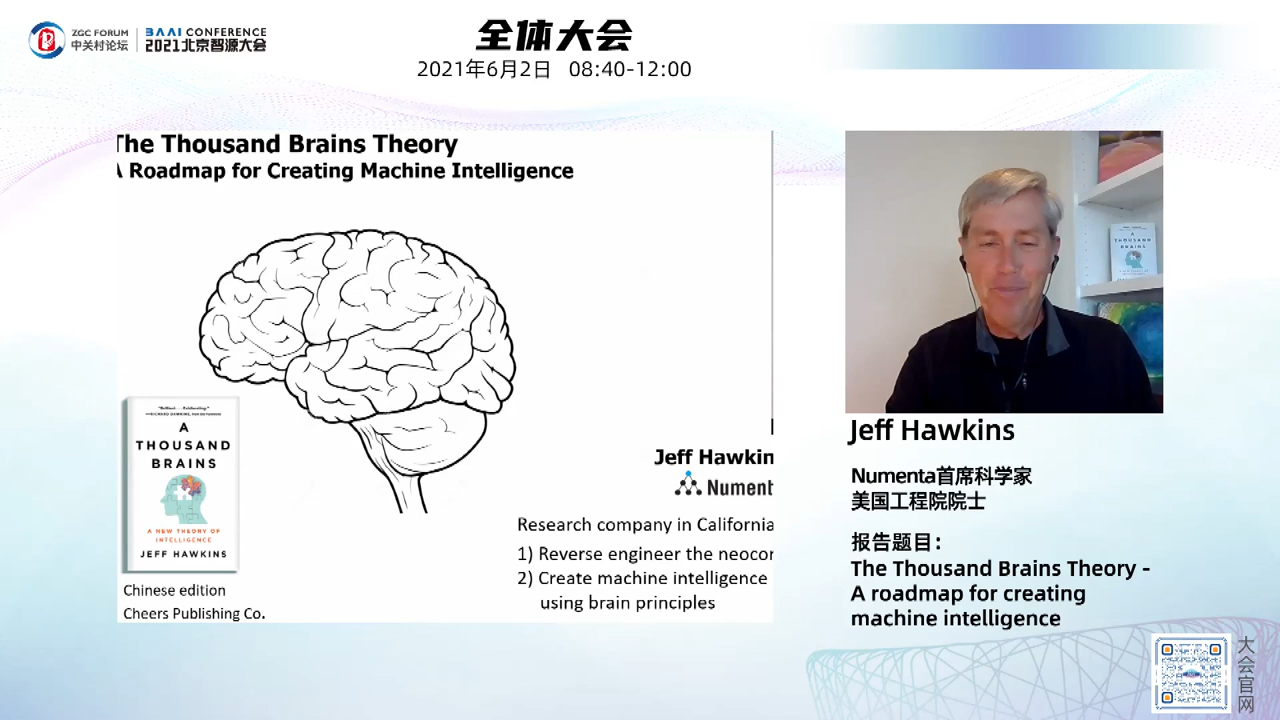 ZGC FORUM
中关村论坛
BAAI CONFERENCE
2021北京智源大会
全体大会
2021年6月2日 08:40-12:00
The Thousand Brains Theory
A Roadmap for Creating Machine Intelligence
A
THOUSAND
BRAINS
A NEW THEORY OF
INTELLIGENCE
JEFF HAWKINS
Chinese edition
Cheers Publishing Co.
Jeff Hawkin
Nument
Research company in California
1) Reverse engineer the neocor
2) Create machine intelligence
using brain principles
A
THOUSAND
BRAINS
Jeff Hawkins
Numenta首席科学家
美国工程院院士
报告题目：
The Thousand Brains Theory -
A roadmap for creating
machine intelligence
大会官网